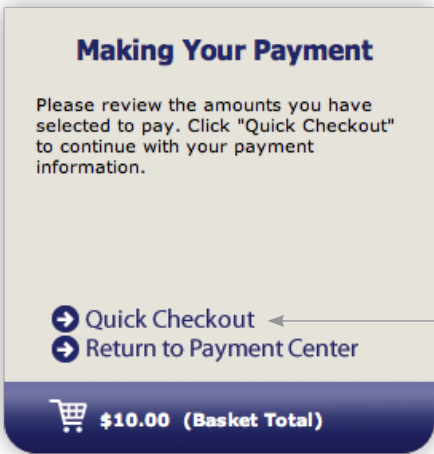 Making Your Payment
Please review the amounts you have
selected to pay. Click "Quick Checkout"
to continue with your payment
information.
Quick Checkout
Return to Payment Center
$10.00 (Basket Total)